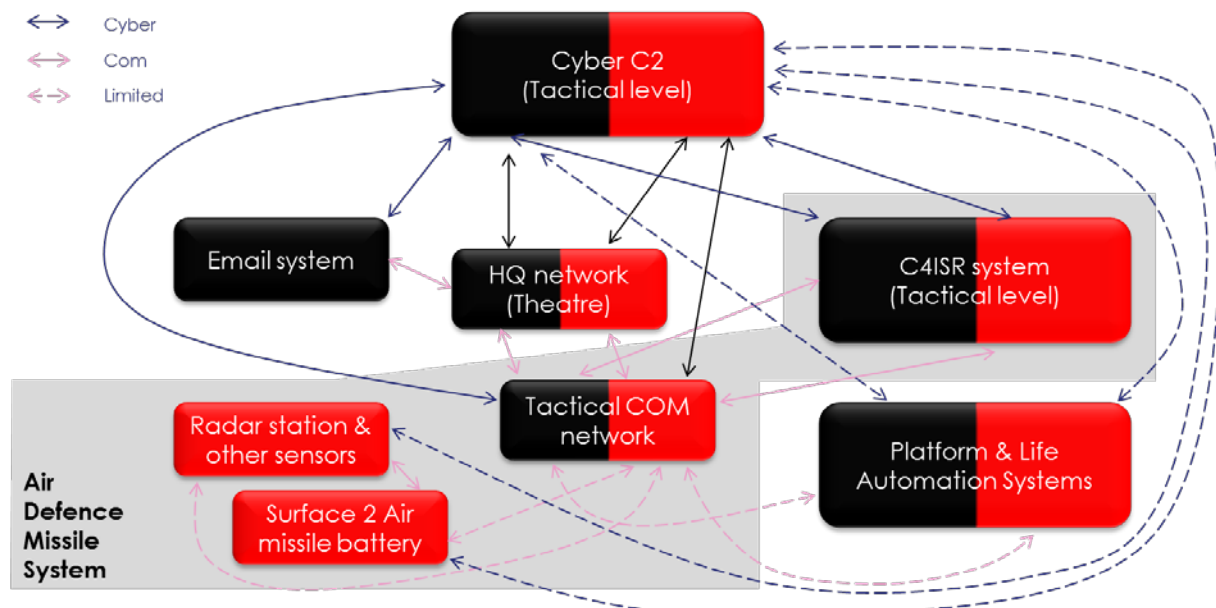 Cyber
Com
Limited
Cyber C2
(Tactical level)
Email system
HQ network
(Theatre)
C4ISR system
(Tactical level)
Tactical COM
network
Radar station &
other sensors
Surface 2 Air
missile battery
Platform & Life
Automation Systems
Air
Defence
Missile
System